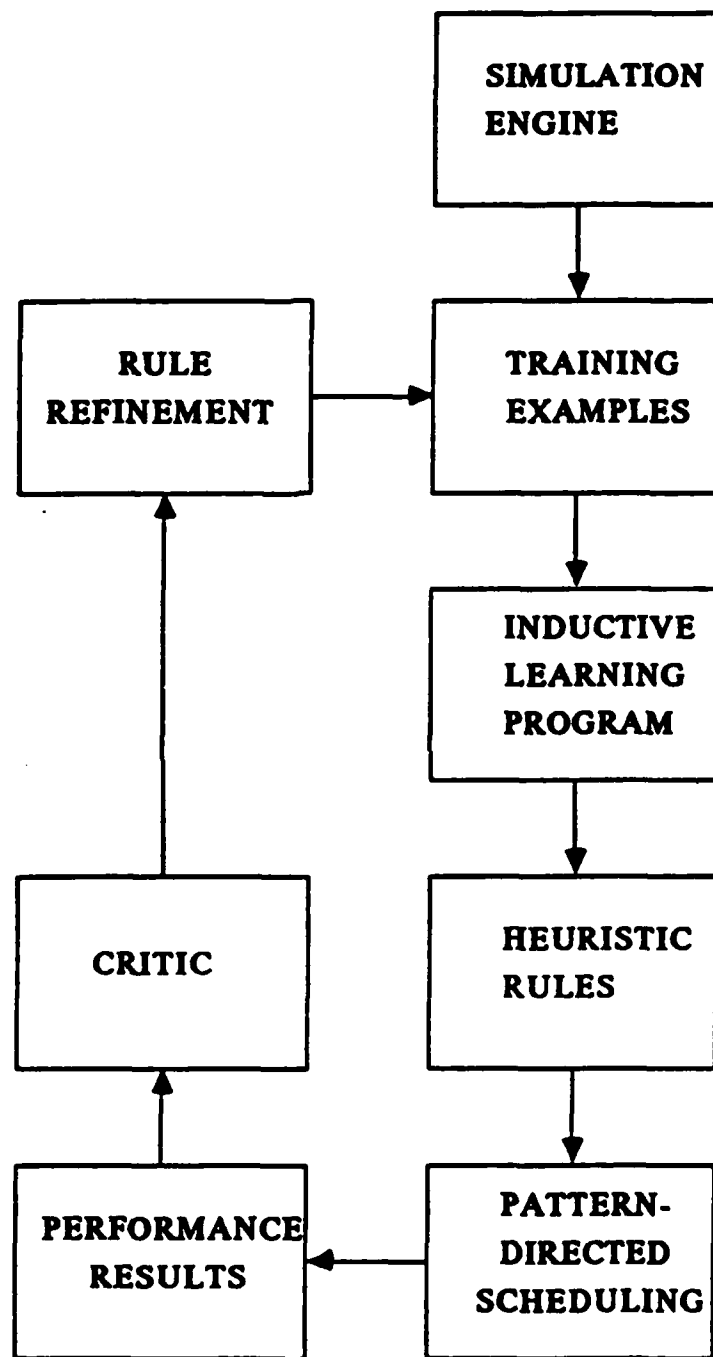 SIMULATION
ENGINE
RULE
REFINEMENT
TRAINING
EXAMPLES
INDUCTIVE
LEARNING
PROGRAM
CRITIC
HEURISTIC
RULES
PERFORMANCE
RESULTS
PATTERN-
DIRECTED
SCHEDULING